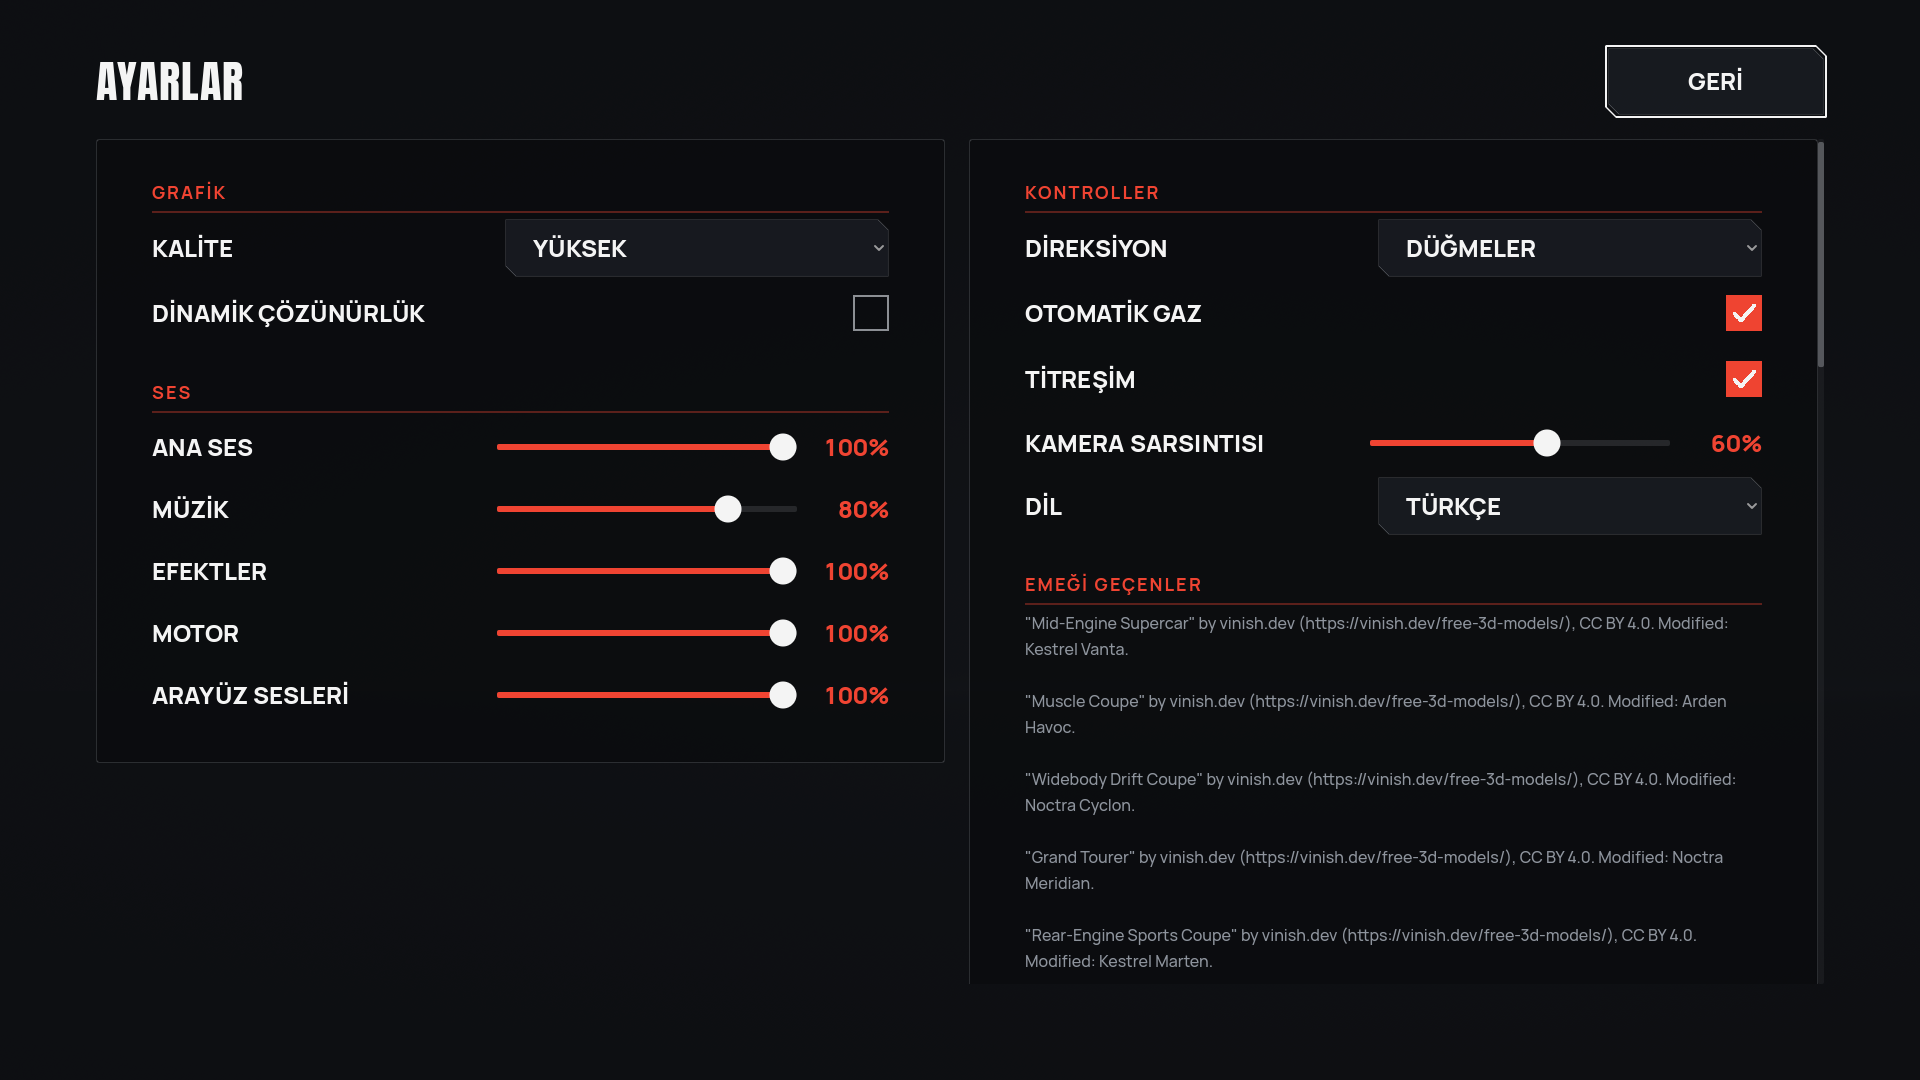 AYARLAR
GERİ
GRAFİK
KALİTE
YÜKSEK
DİNAMİK ÇÖZÜNÜRLÜK
SES
ANA SES
100%
MÜZİK
80%
EFEKTLER
100%
MOTOR
100%
ARAYÜZ SESLERİ
100%
KONTROLLER
DİREKSİYON
DÜĞMELER
OTOMATİK GAZ
TİTREŞİM
KAMERA SARSINTISI
60%
DİL
TÜRKÇE
EMEĞİ GEÇENLER
"Mid-Engine Supercar" by vinish.dev (https://vinish.dev/free-3d-models/), CC BY 4.0. Modified:
Kestrel Vanta.
"Muscle Coupe" by vinish.dev (https://vinish.dev/free-3d-models/), CC BY 4.0. Modified: Arden
Havoc.
"Widebody Drift Coupe" by vinish.dev (https://vinish.dev/free-3d-models/), CC BY 4.0. Modified:
Noctra Cyclon.
"Grand Tourer" by vinish.dev (https://vinish.dev/free-3d-models/), CC BY 4.0. Modified: Noctra
Meridian.
"Rear-Engine Sports Coupe" by vinish.dev (https://vinish.dev/free-3d-models/), CC BY 4.0.
Modified: Kestrel Marten.